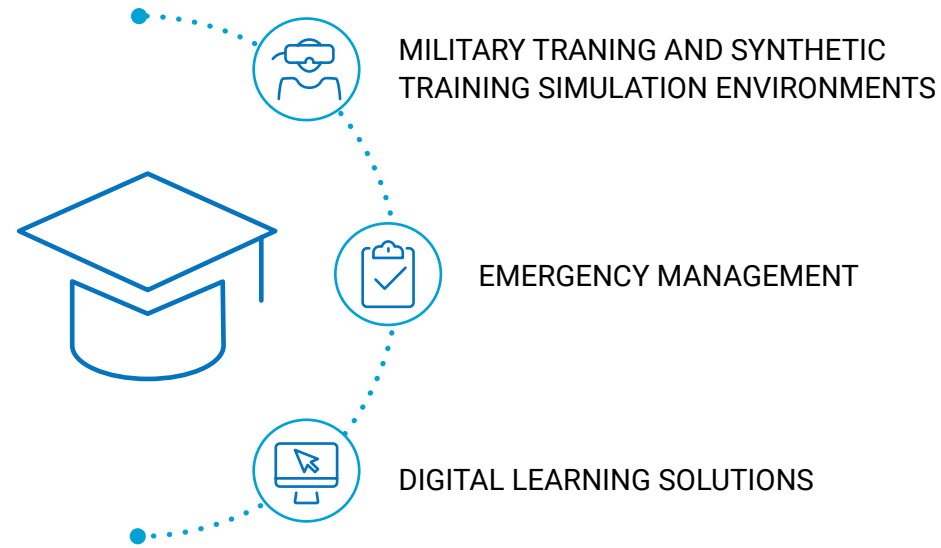 MILITARY TRANING AND SYNTHETIC
TRAINING SIMULATION ENVIRONMENTS
EMERGENCY MANAGEMENT
DIGITAL LEARNING SOLUTIONS